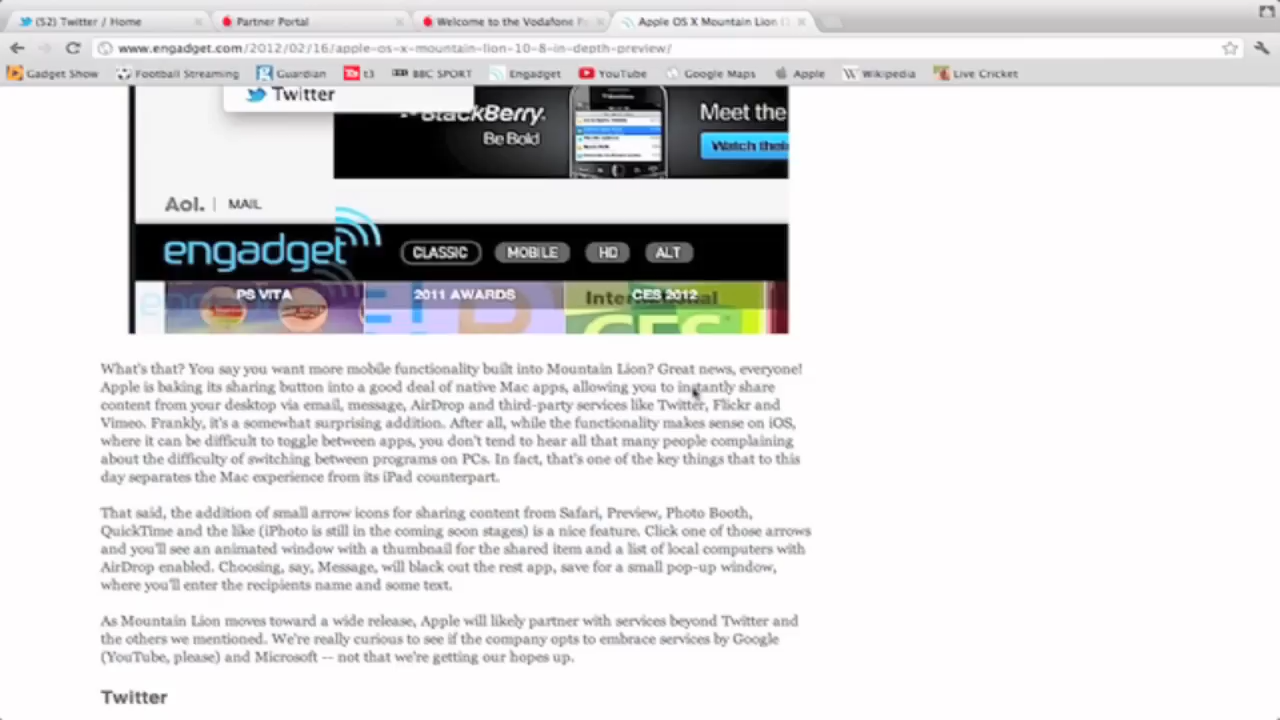 (52) Twitter / Home
Partner Portal
Welcome to the Vodafone P
Apple OS X Mountain Lion (
www.engadget.com/2012/02/16/apple-os-x-mountain-lion-10-8-in-depth-preview/
Gadget Show
Football Streaming
Guardian
t3
BBC SPORT
Engadget
YouTube
Google Maps
Apple
Wikipedia
Live Cricket
Twitter
BlackBerry.
Be Bold
Meet the
Watch their
Aol. | MAIL
engadget
CLASSIC
MOBILE
HD
ALT
PS VITA
2011 AWARDS
CES 2012
International
CES
What's that? You say you want more mobile functionality built into Mountain Lion? Great news, everyone!
Apple is baking its sharing button into a good deal of native Mac apps, allowing you to instantly share
content from your desktop via email, message, AirDrop and third-party services like Twitter, Flickr and
Vimeo. Frankly, it's a somewhat surprising addition. After all, while the functionality makes sense on iOS,
where it can be difficult to toggle between apps, you don't tend to hear all that many people complaining
about the difficulty of switching between programs on PCs. In fact, that's one of the key things that to this
day separates the Mac experience from its iPad counterpart.
That said, the addition of small arrow icons for sharing content from Safari, Preview, Photo Booth,
QuickTime and the like (iPhoto is still in the coming soon stages) is a nice feature. Click one of those arrows
and you'll see an animated window with a thumbnail for the shared item and a list of local computers with
AirDrop enabled. Choosing, say, Message, will black out the rest app, save for a small pop-up window,
where you'll enter the recipients name and some text.
As Mountain Lion moves toward a wide release, Apple will likely partner with services beyond Twitter and
the others we mentioned. We're really curious to see if the company opts to embrace services by Google
(YouTube, please) and Microsoft -- not that we're getting our hopes up.
Twitter